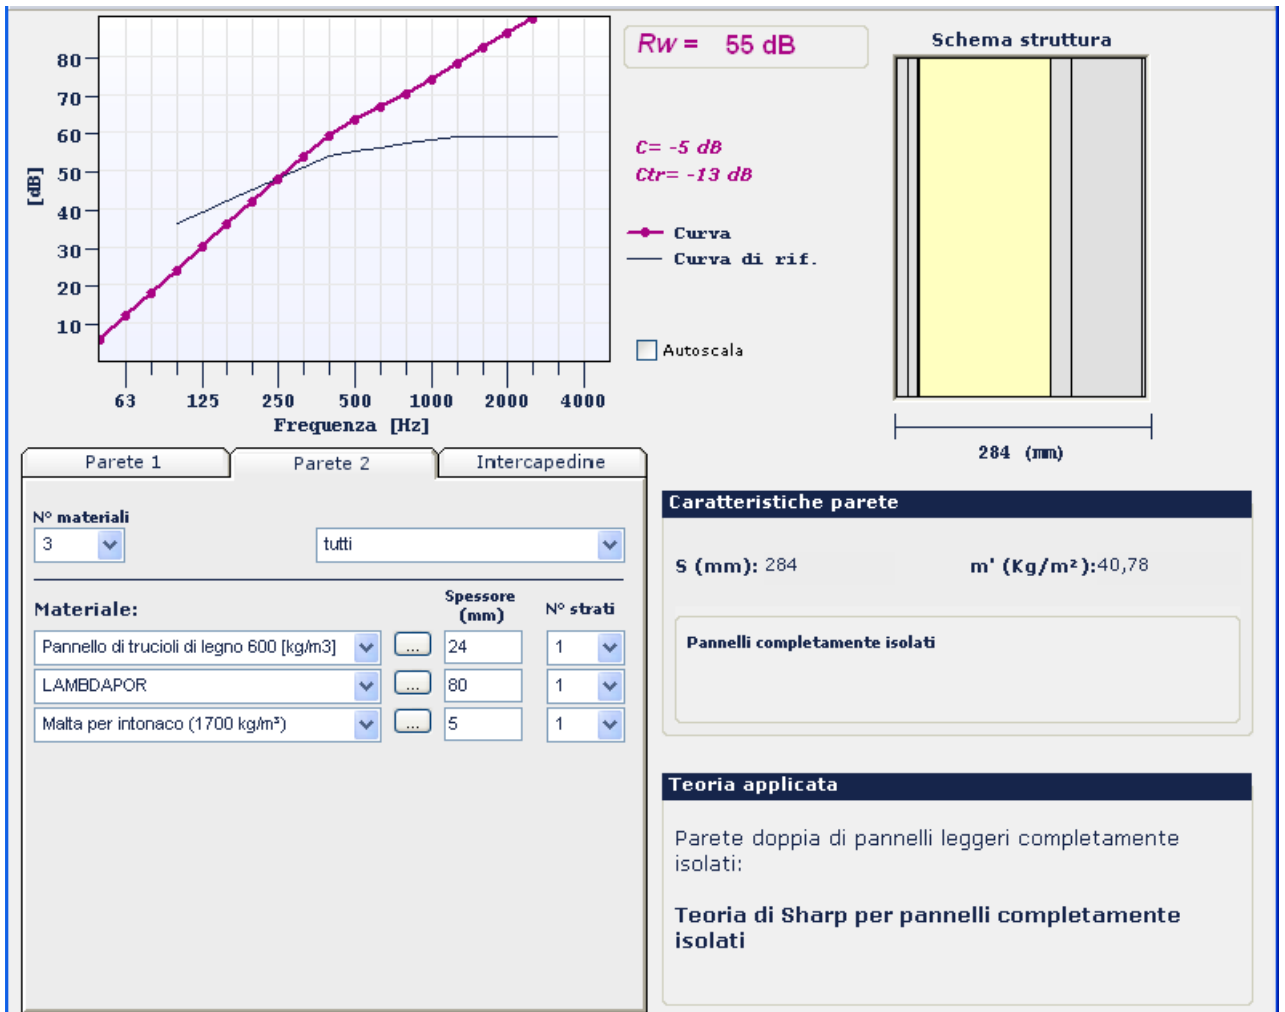 Rw = 55 dB
C= -5 dB
Ctr= -13 dB
Curva
Curva di rif.
Autoscala
[dB]
80
70
60
50
40
30
20
10
63 125 250 500 1000 2000 4000
Frequenza [Hz]
Schema struttura
284 (mm)
Parete 1 Parete 2 Intercapedine
N° materiali
3 tutti
Materiale: Spessore (mm) N° strati
Pannello di trucioli di legno 600 [kg/m3] ... 24 1
LAMBDAPOR ... 80 1
Malta per intonaco (1700 kg/m³) ... 5 1
Caratteristiche parete
S (mm): 284 m' (Kg/m²):40,78
Pannelli completamente isolati
Teoria applicata
Parete doppia di pannelli leggeri completamente
isolati:
Teoria di Sharp per pannelli completamente
isolati